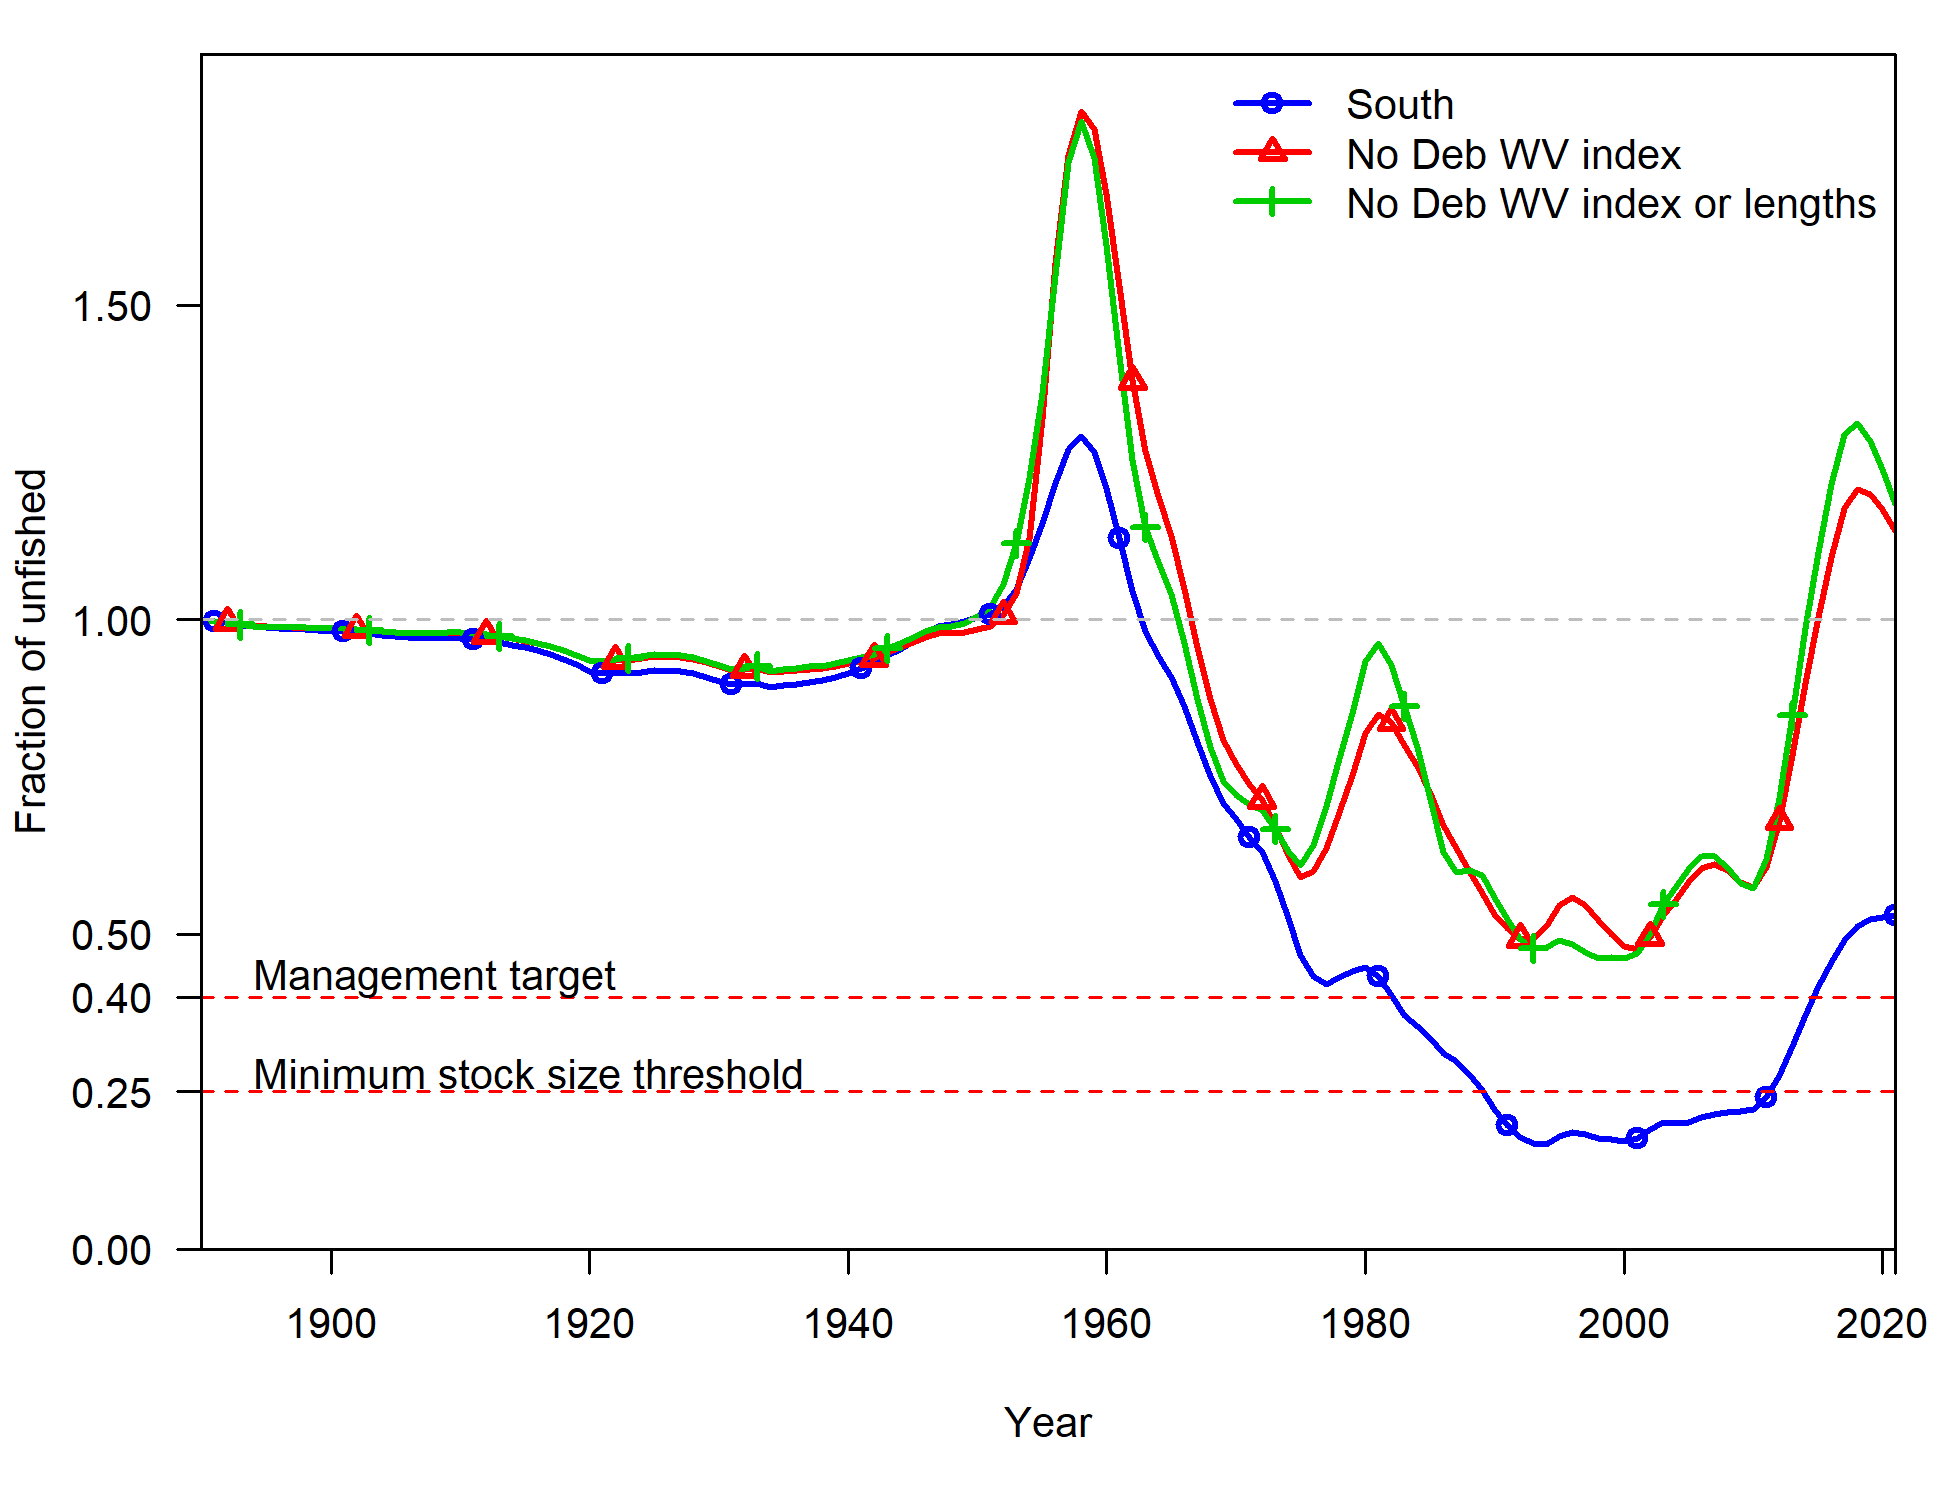 South
No Deb WV index
No Deb WV index or lengths
Fraction of unfished
1.50
1.00
0.50
Management target
0.40
Minimum stock size threshold
0.25
0.00
1900 1920 1940 1960 1980 2000 2020
Year